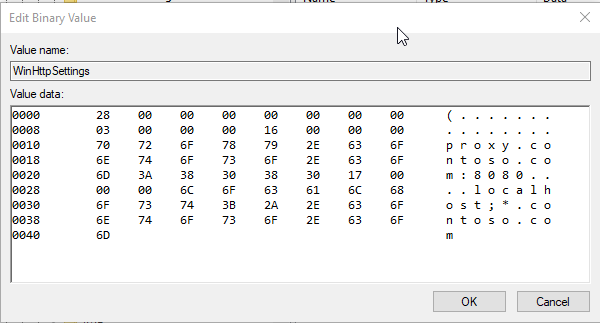 Name Type Data
Edit Binary Value
Value name:
WinHttpSettings
Value data:
0000 28 00 00 00 00 00 00 00 ( . . . . . . .
0008 03 00 00 00 16 00 00 00 . . . . . . . .
0010 70 72 6F 78 79 2E 63 6F p r o x y . c o
0018 6E 74 6F 73 6F 2E 63 6F n t o s o . c o
0020 6D 3A 38 30 38 30 17 00 m : 8 0 8 0 . .
0028 00 00 6C 6F 63 61 6C 68 . . l o c a l h
0030 6F 73 74 3B 2A 2E 63 6F o s t ; * . c o
0038 6E 74 6F 73 6F 2E 63 6F n t o s o . c o
0040 6D m
OK Cancel